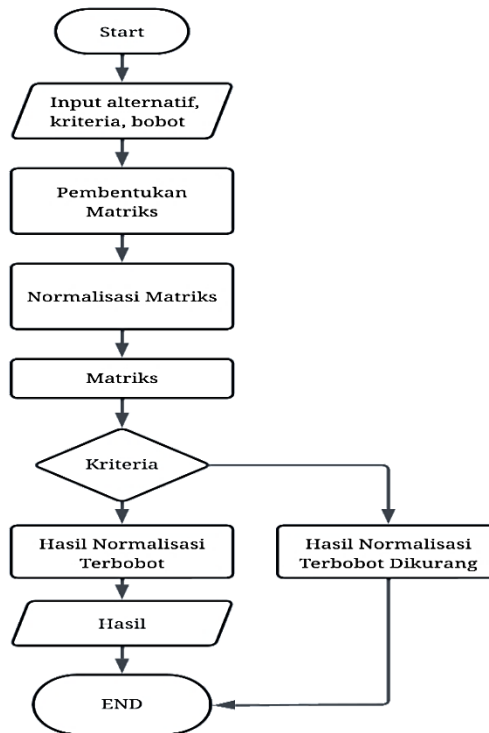 Start
Input alternatif,
kriteria, bobot
Pembentukan
Matriks
Normalisasi Matriks
Matriks
Kriteria
Hasil Normalisasi
Terbobot
Hasil Normalisasi
Terbobot Dikurang
Hasil
END